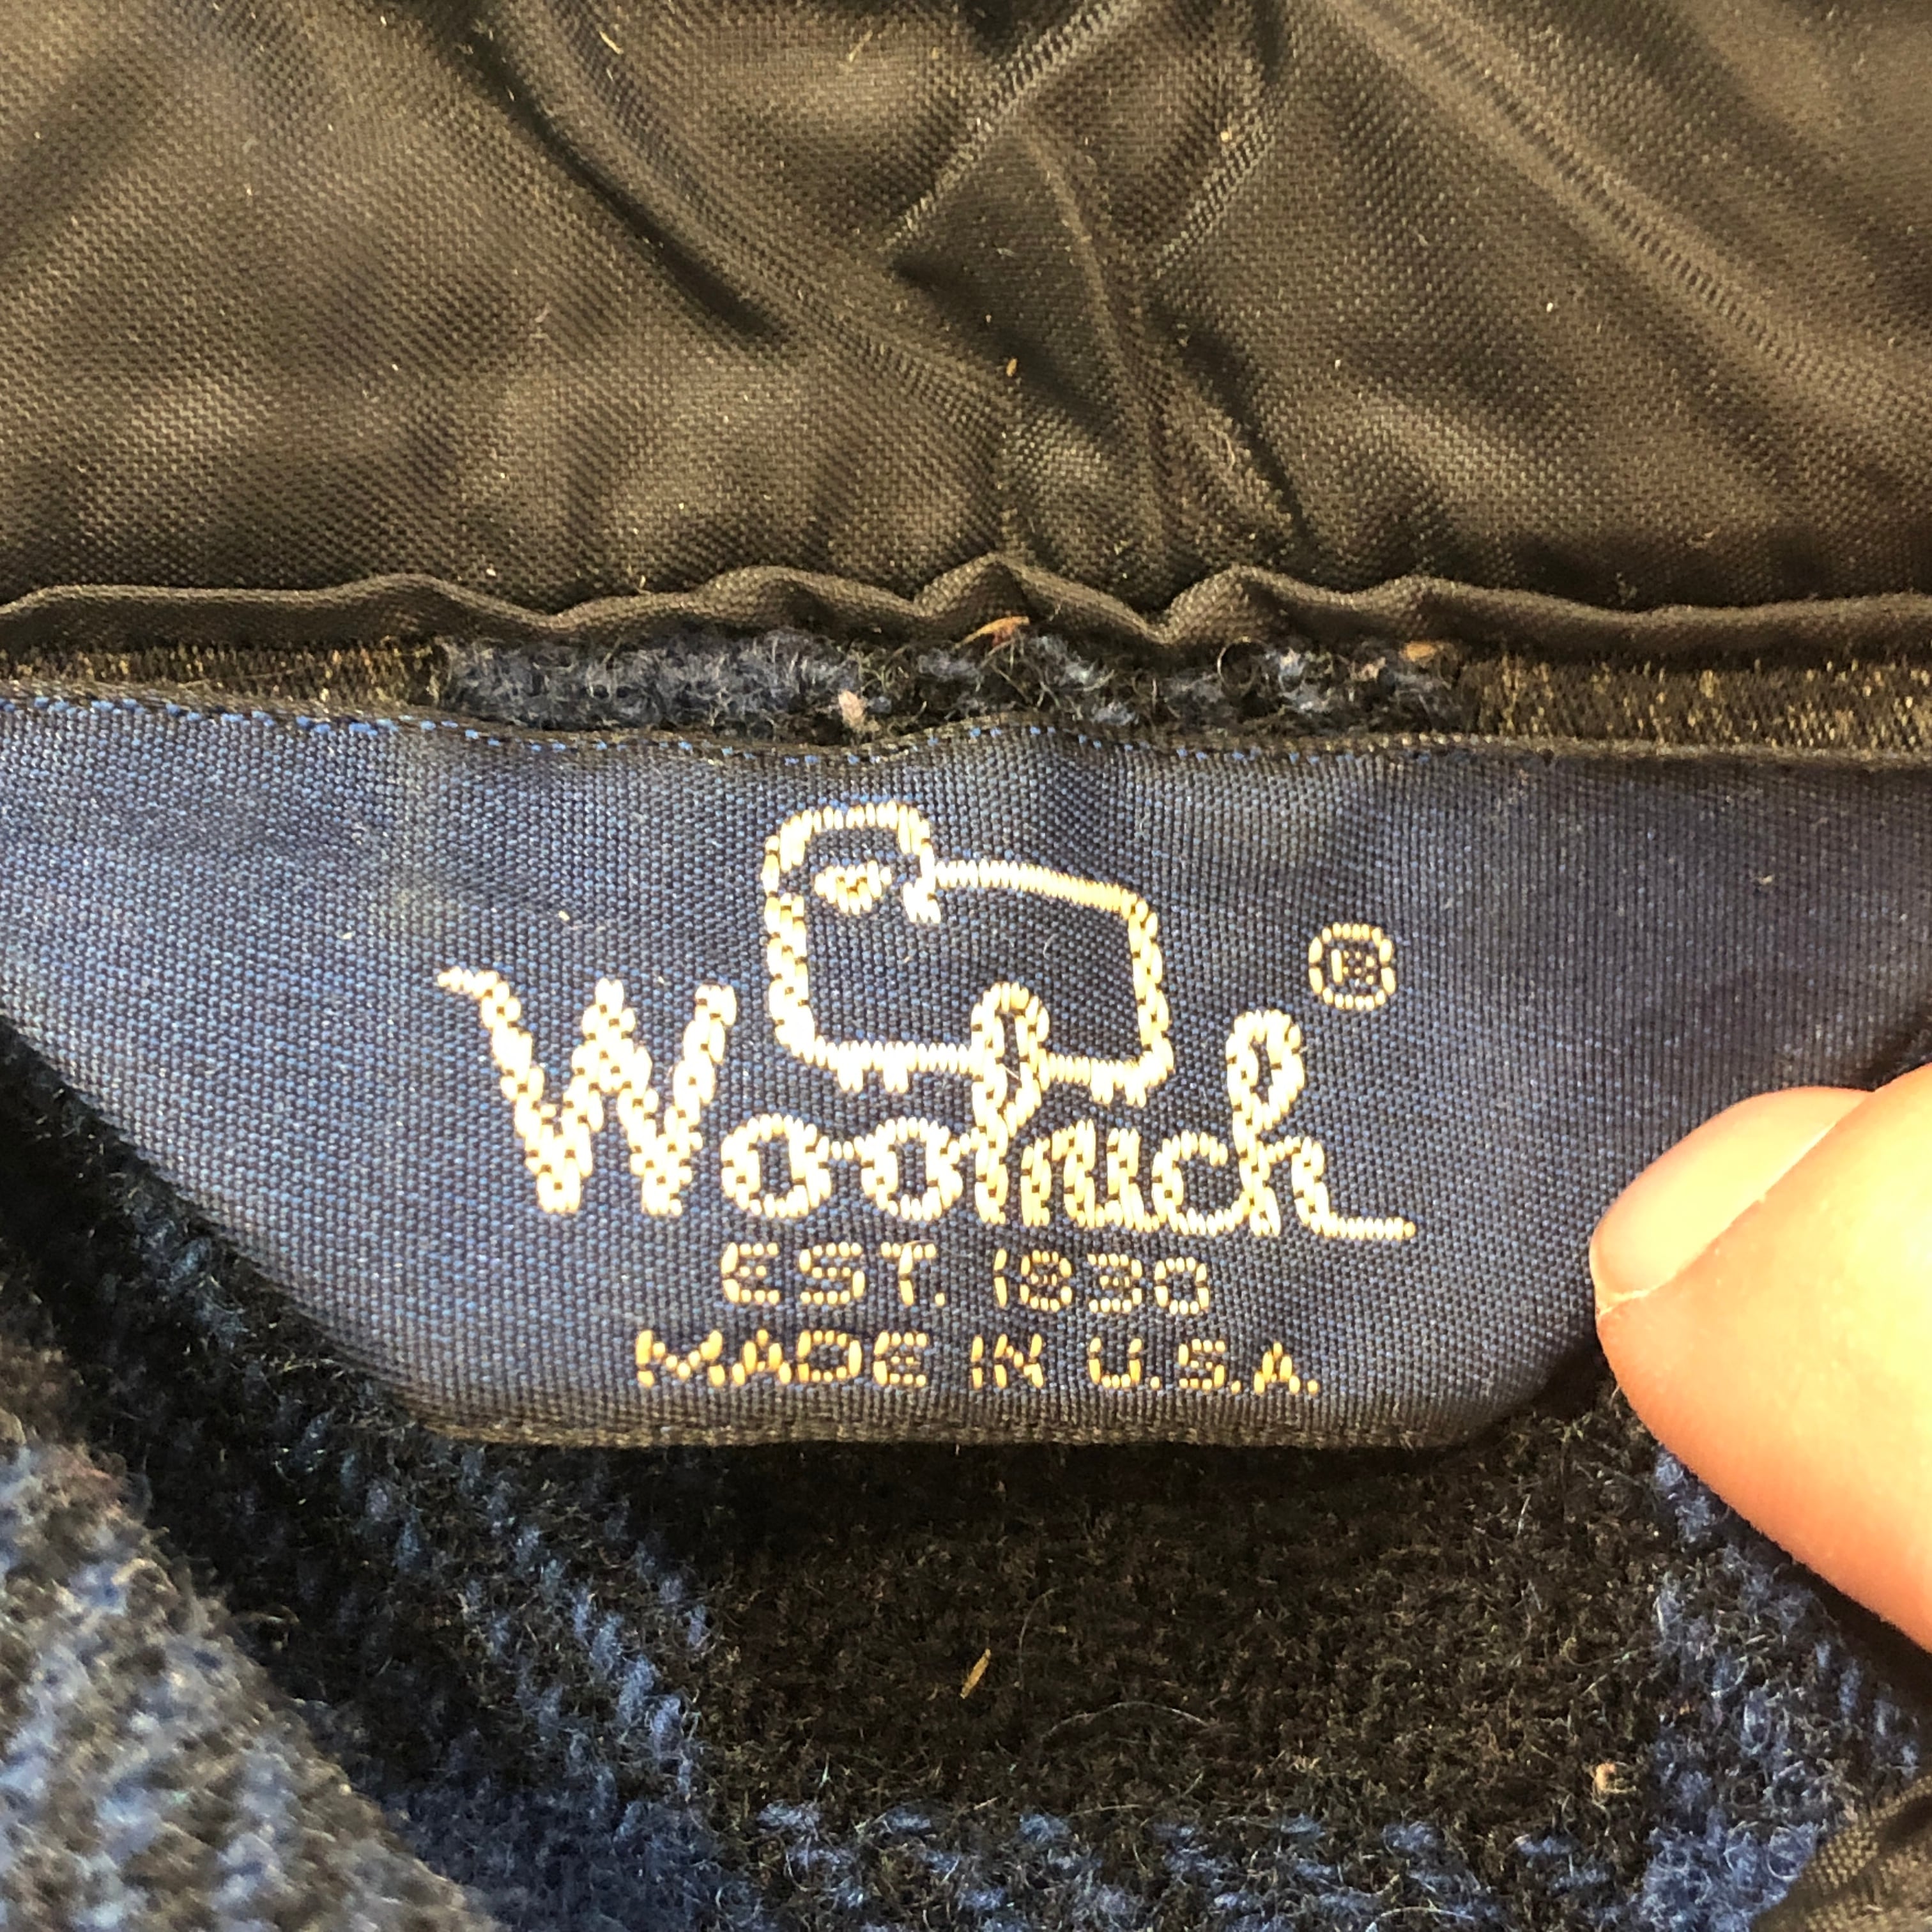 Woolrich ®
EST. 1830
MADE IN U.S.A.